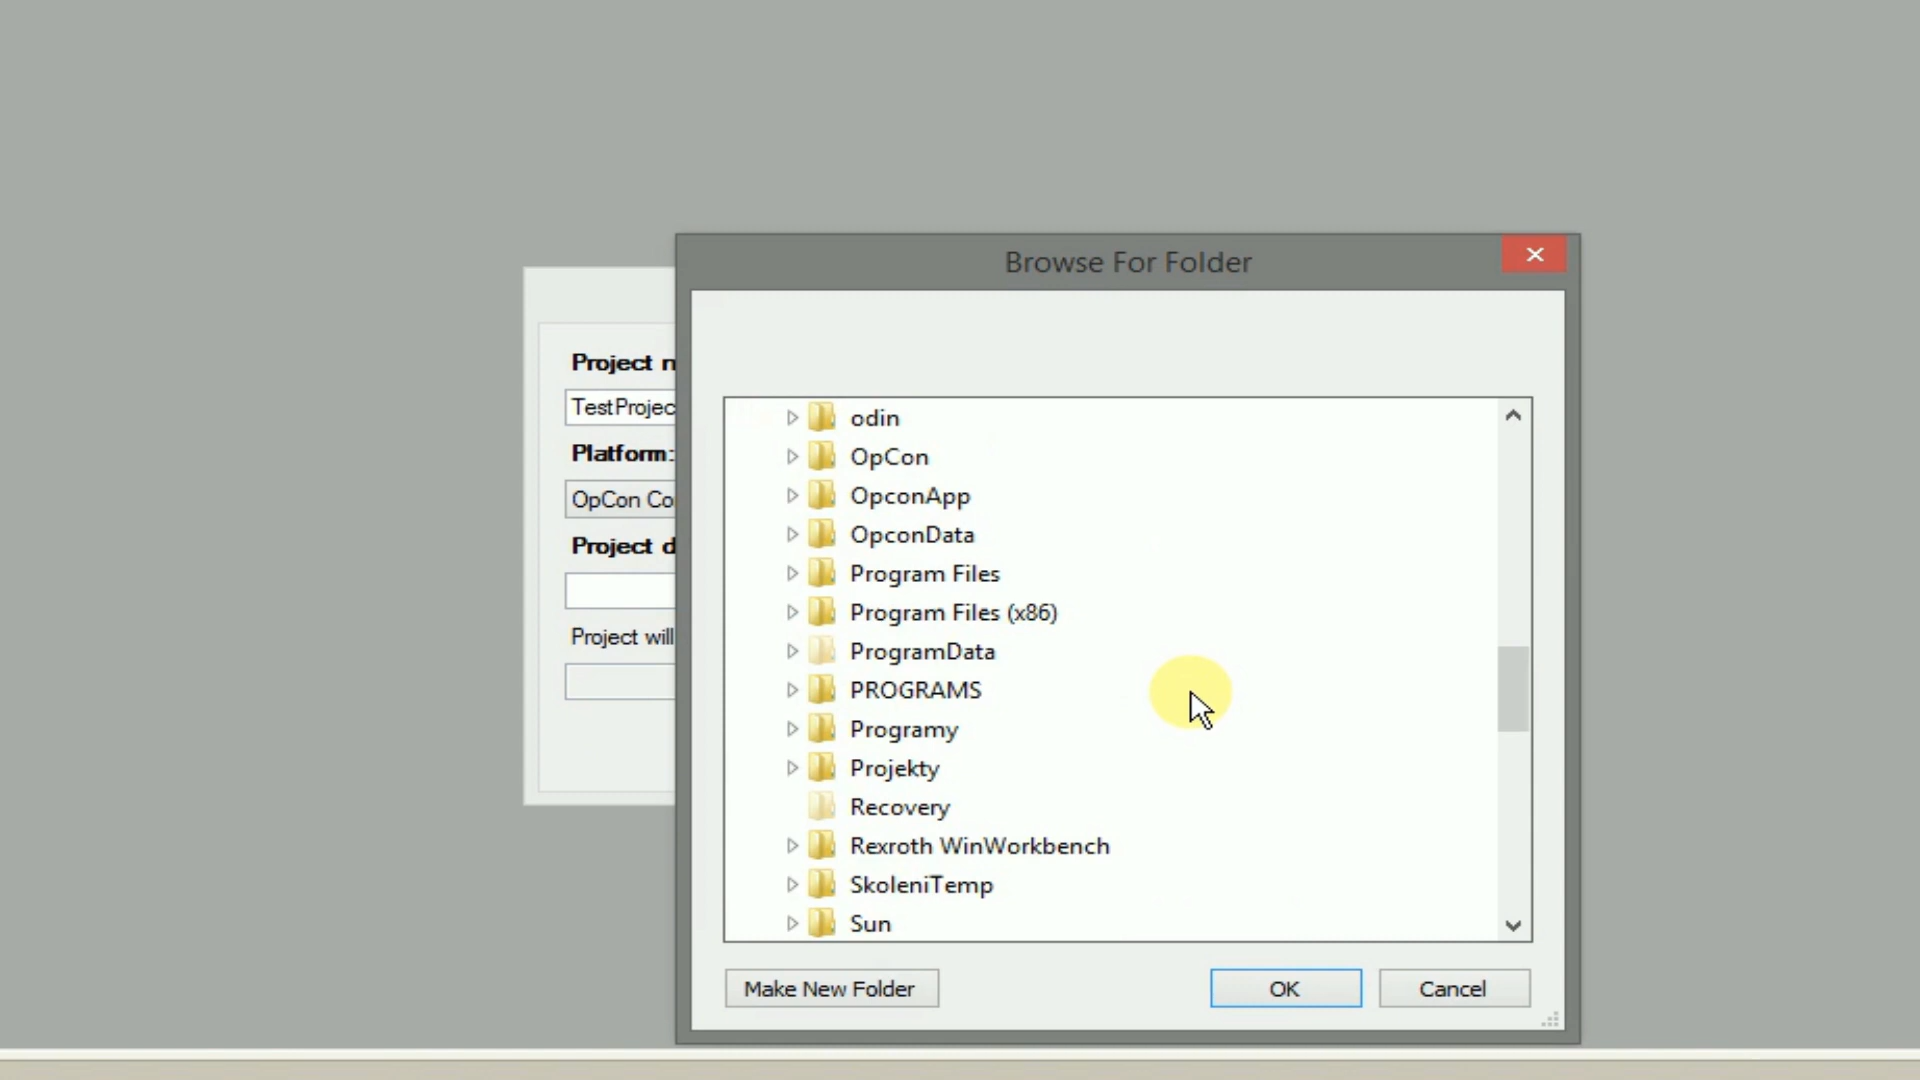 Browse For Folder
Project n
TestProjec
Platform:
OpCon Co
Project d
Project will
odin
OpCon
OpconApp
OpconData
Program Files
Program Files (x86)
ProgramData
PROGRAMS
Programy
Projekty
Recovery
Rexroth WinWorkbench
SkoleniTemp
Sun
Make New Folder
OK
Cancel